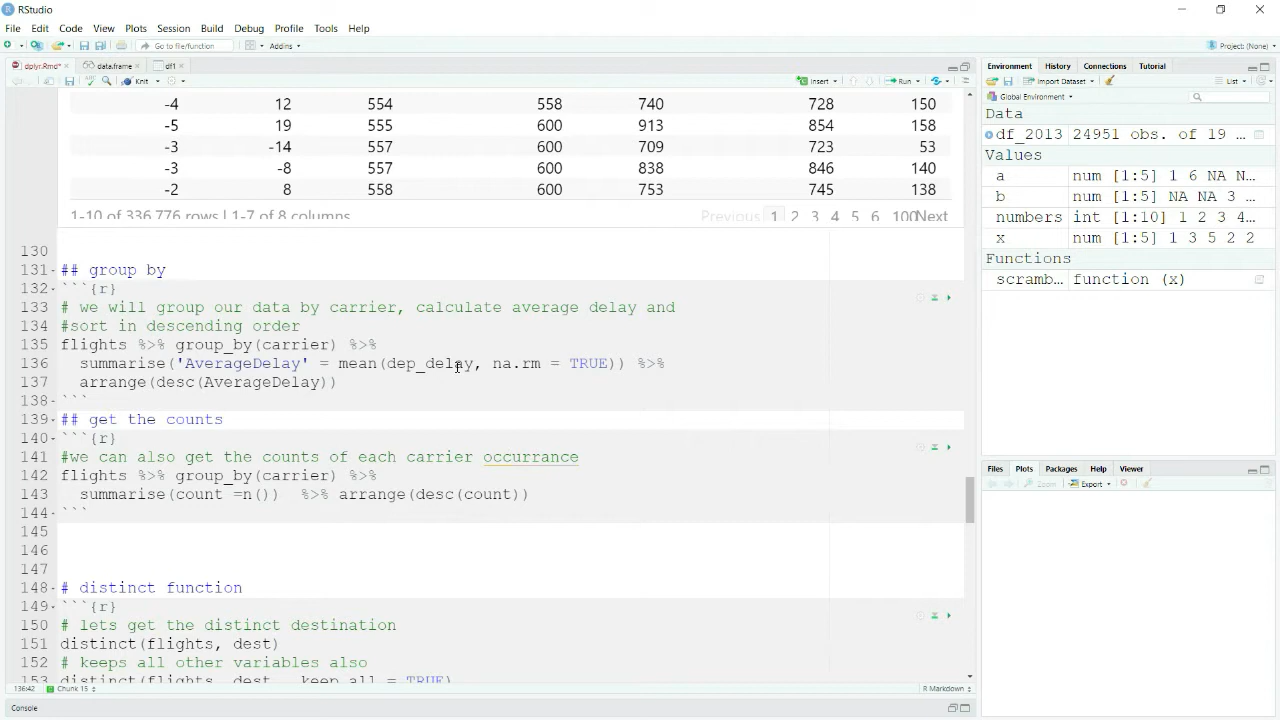 RStudio
File Edit Code View Plots Session Build Debug Profile Tools Help
Go to file/function Addins Project: (None)
dplyr.Rmd* data.frame df1
Knit Insert Run
-4 12 554 558 740 728 150
-5 19 555 600 913 854 158
-3 -14 557 600 709 723 53
-3 -8 557 600 838 846 140
-2 8 558 600 753 745 138
1-10 of 336,776 rows | 1-7 of 8 columns Previous 1 2 3 4 5 6 100Next
130
131 ## group by
132 ```{r}
133 # we will group our data by carrier, calculate average delay and
134 #sort in descending order
135 flights %>% group_by(carrier) %>%
136 summarise('AverageDelay' = mean(dep_delay, na.rm = TRUE)) %>%
137 arrange(desc(AverageDelay))
138 ```
139 ## get the counts
140 ```{r}
141 #we can also get the counts of each carrier occurrance
142 flights %>% group_by(carrier) %>%
143 summarise(count =n()) %>% arrange(desc(count))
144 ```
145
146
147
148 # distinct function
149 ```{r}
150 # lets get the distinct destination
151 distinct(flights, dest)
152 # keeps all other variables also
153 distinct(flights, dest, .keep_all = TRUE)
136:42 Chunk 15 R Markdown
Console
Environment History Connections Tutorial
Import Dataset List
Global Environment
Data
df_2013 24951 obs. of 19 ...
Values
a num [1:5] 1 6 NA N...
b num [1:5] NA NA 3 ...
numbers int [1:10] 1 2 3 4...
x num [1:5] 1 3 5 2 2
Functions
scramb... function (x)
Files Plots Packages Help Viewer
Zoom Export